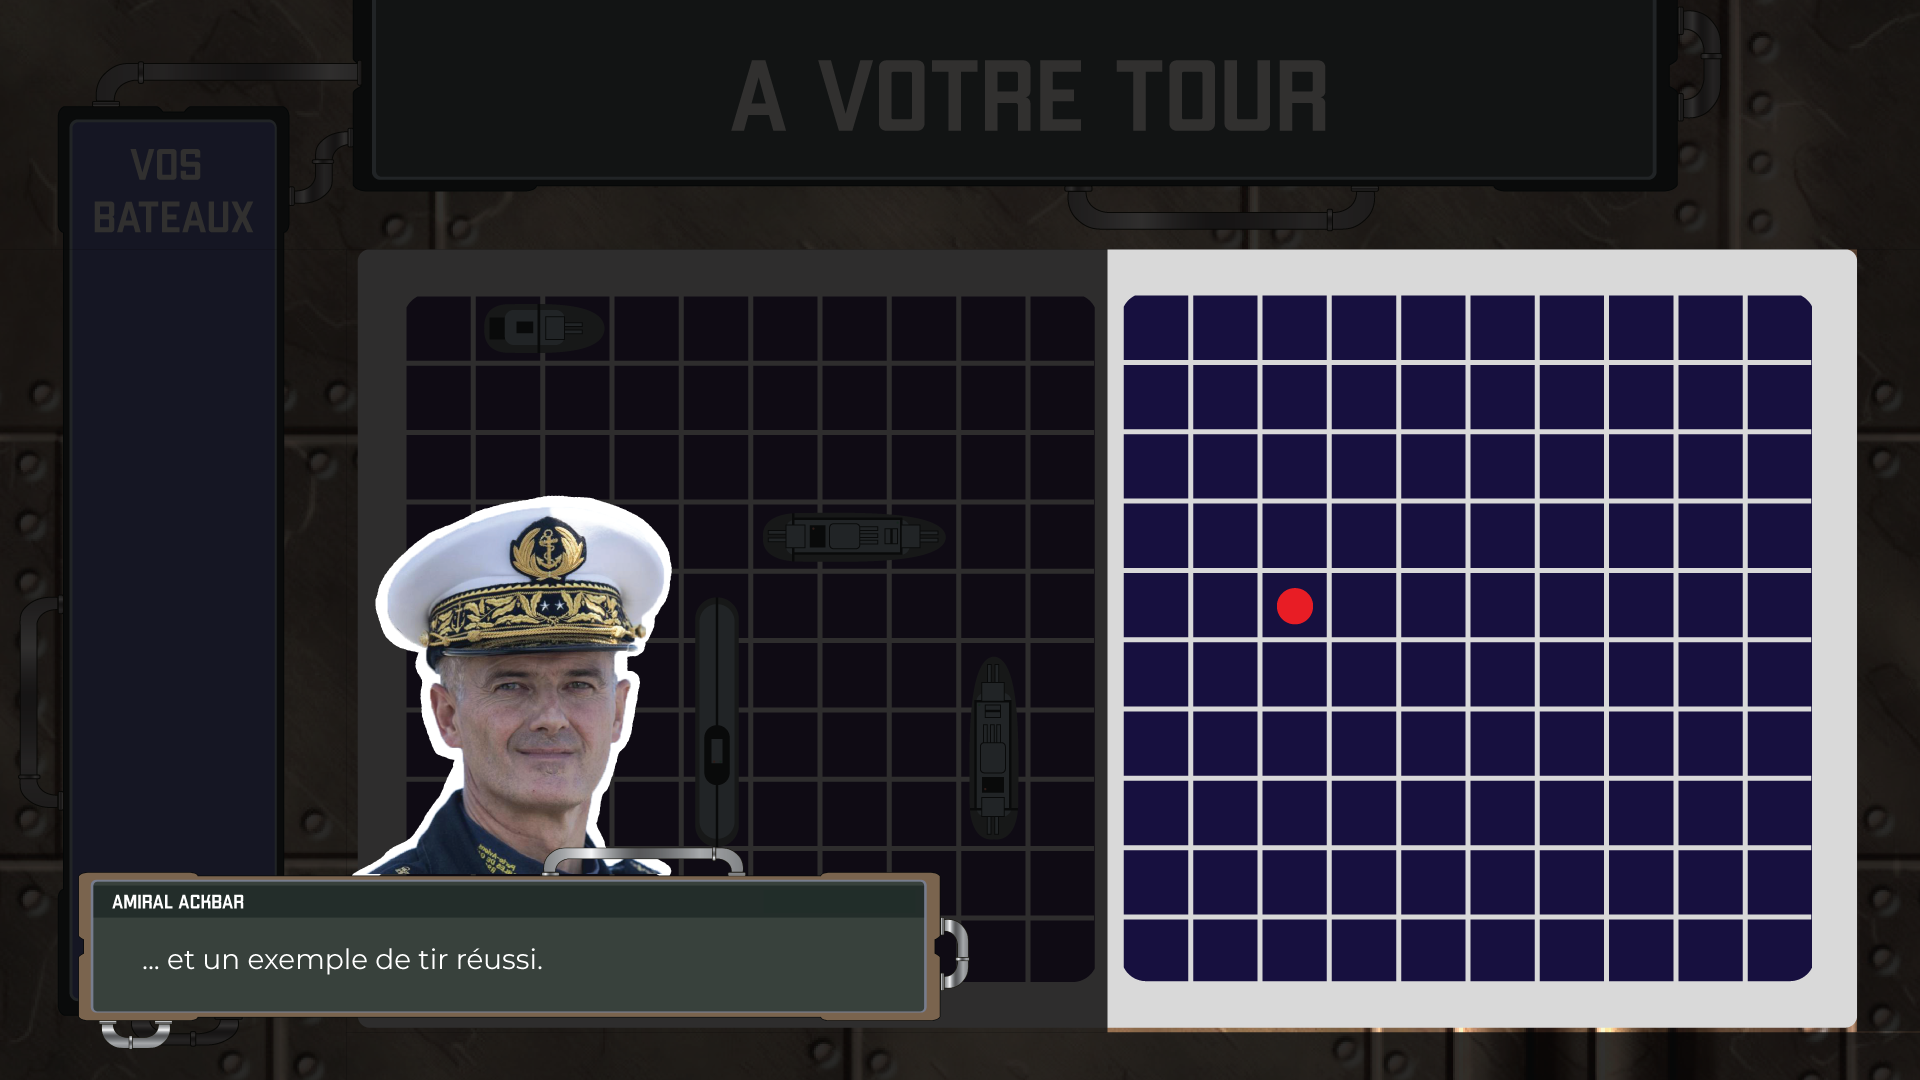 A VOTRE TOUR
VOS
BATEAUX
AMIRAL ACKBAR
... et un exemple de tir réussi.